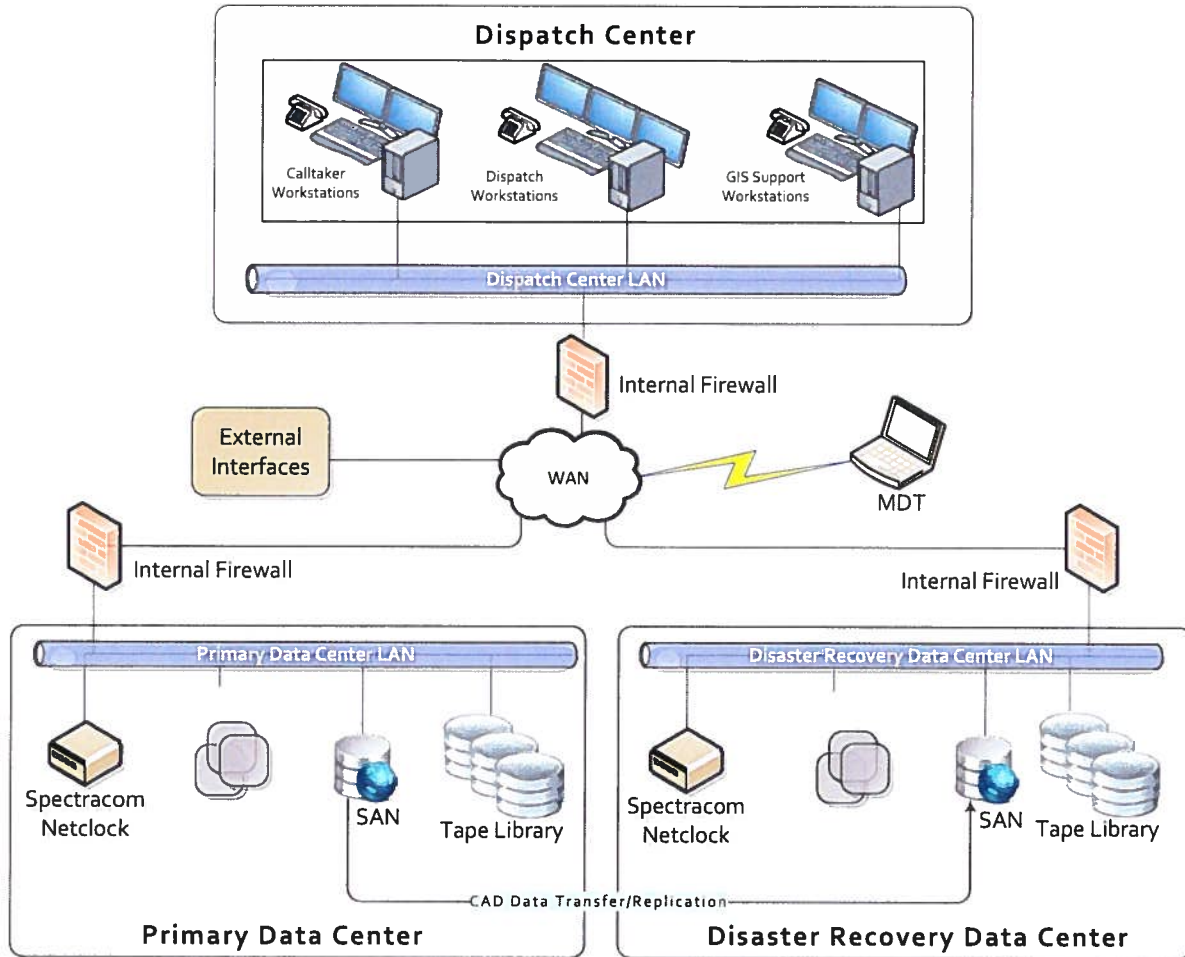 Dispatch Center
Calltaker
Workstations
Dispatch
Workstations
GIS Support
Workstations
Dispatch Center LAN
Internal Firewall
External
Interfaces
WAN
MDT
Internal Firewall
Internal Firewall
Primary Data Center LAN
Disaster Recovery Data Center LAN
Spectracom
Netclock
SAN
Tape Library
Spectracom
Netclock
SAN
Tape Library
CAD Data Transfer/Replication
Primary Data Center
Disaster Recovery Data Center